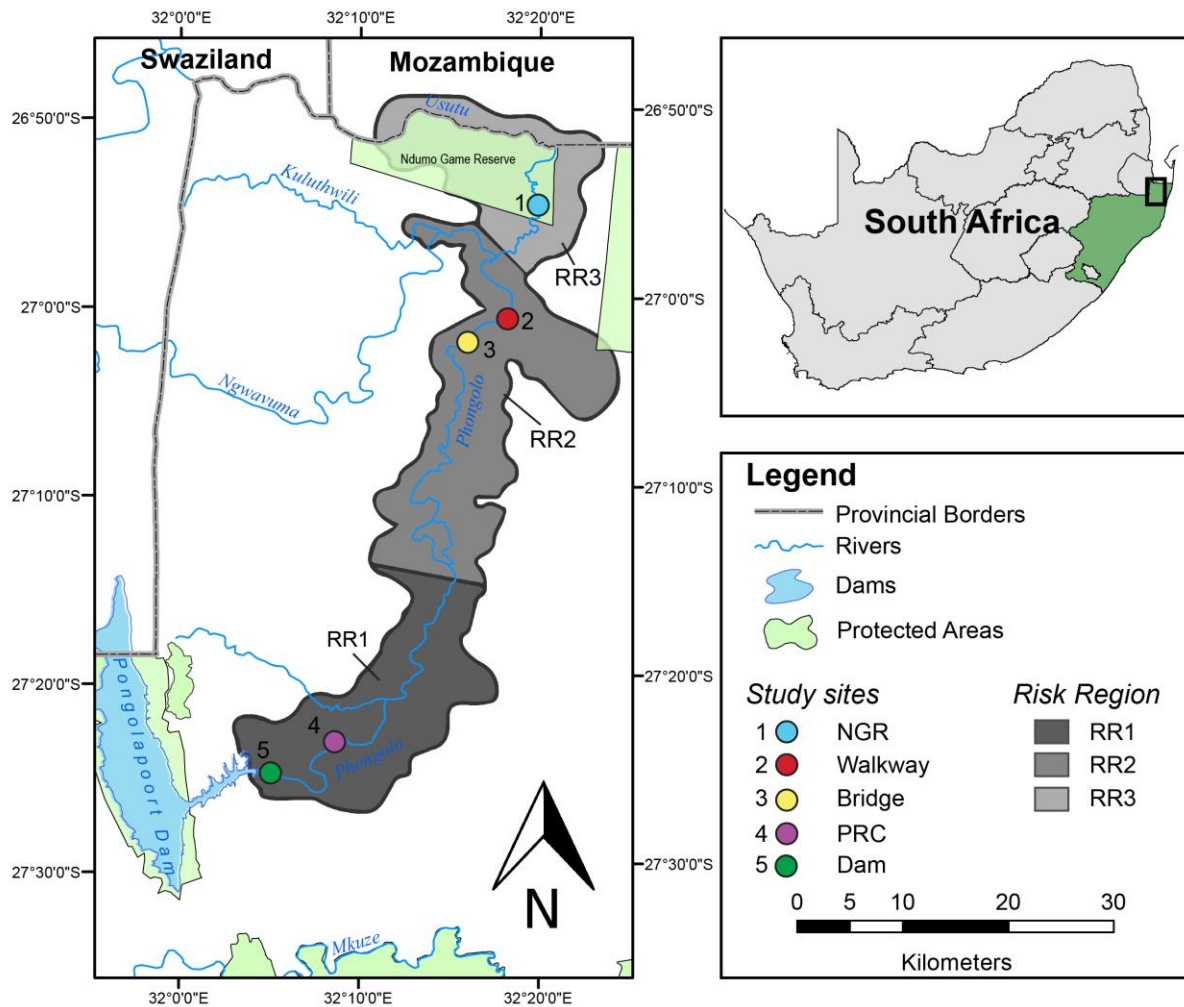 32°0'0"E
32°10'0"E
32°20'0"E
Swaziland
Mozambique
Usutu
26°50'0"S
26°50'0"S
Ndumo Game Reserve
Kuluthwili
1
RR3
27°0'0"S
27°0'0"S
2
3
Ngwavuma
Phongolo
RR2
27°10'0"S
27°10'0"S
RR1
27°20'0"S
27°20'0"S
Pongolapoort Dam
4
5
Phongolo
27°30'0"S
27°30'0"S
N
Mkuze
32°0'0"E
32°10'0"E
32°20'0"E
South Africa
Legend
Provincial Borders
Rivers
Dams
Protected Areas
Study sites
Risk Region
1 NGR
RR1
2 Walkway
RR2
3 Bridge
RR3
4 PRC
5 Dam
0 5 10 20 30
Kilometers